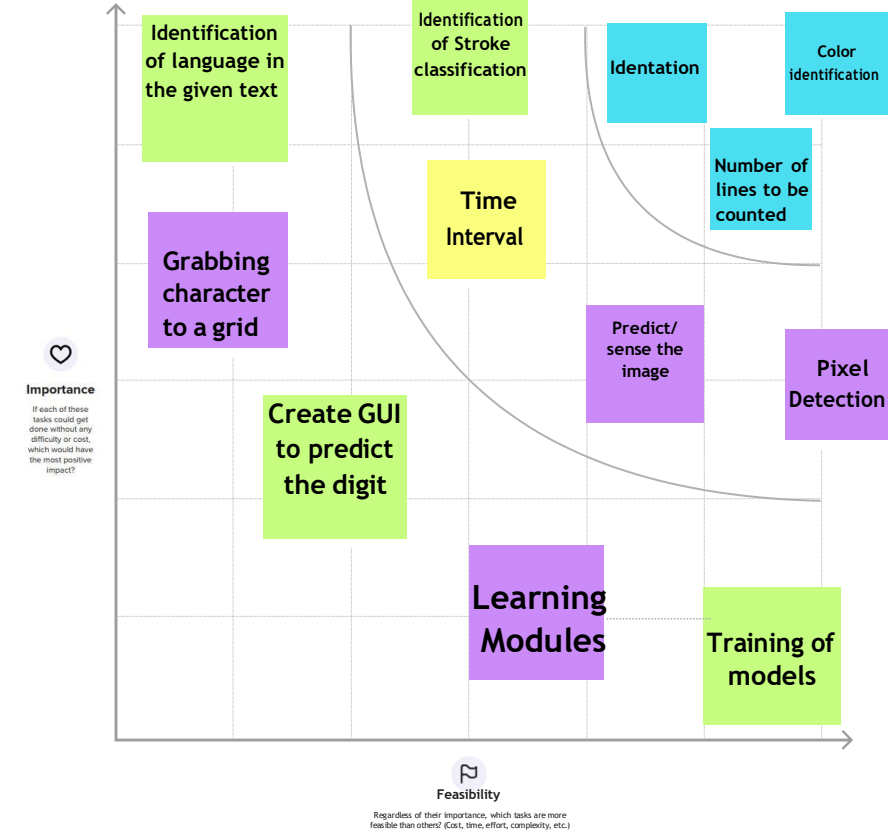 Identification
of language in
the given text
Identification
of Stroke
classification
Identation
Color
identification
Number of
lines to be
counted
Time
Interval
Grabbing
character
to a grid
Predict/
sense the
image
Pixel
Detection
Importance
If each of these
tasks could get
done without any
difficulty or cost,
which would have
the most positive
impact?
Create GUI
to predict
the digit
Learning
Modules
Training of
models
Feasibility
Regardless of their importance, which tasks are more
feasible than others? (Cost, time, effort, complexity, etc.)